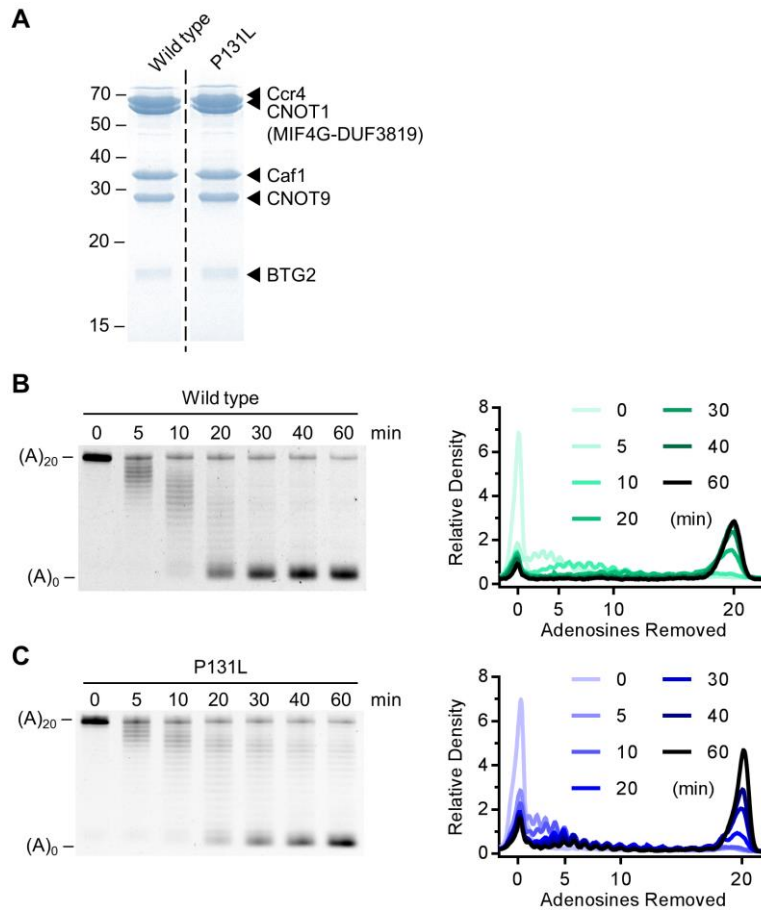 A
Wild type
P131L
70
50
40
30
20
15
Ccr4
CNOT1
(MIF4G-DUF3819)
Caf1
CNOT9
BTG2
B
Wild type
0 5 10 20 30 40 60 min
(A)20
(A)0
8
6
4
2
0
Relative Density
0 30
5 40
10 60
20 (min)
0 5 10 20
Adenosines Removed
C
P131L
0 5 10 20 30 40 60 min
(A)20
(A)0
8
6
4
2
0
Relative Density
0 30
5 40
10 60
20 (min)
0 5 10 20
Adenosines Removed